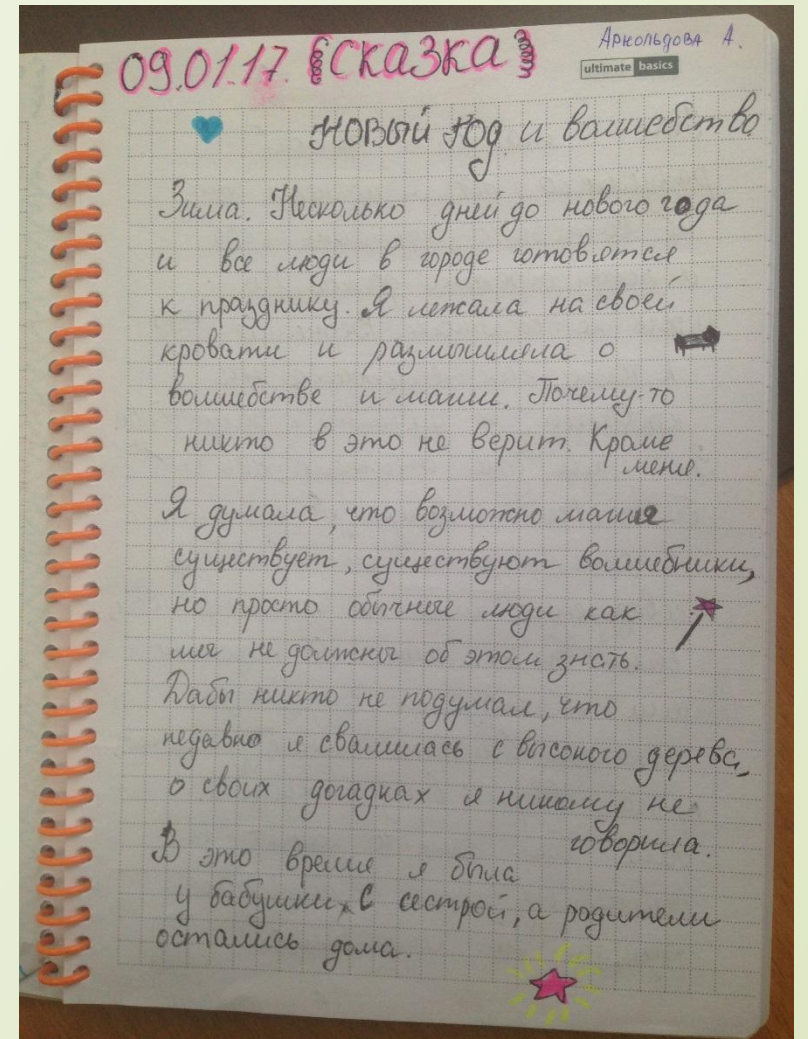 Арнольдова А.
09.01.17. {Сказка}
ultimate basics
Новый год и волшебство
Зима. Несколько дней до нового года
и все люди в городе готовятся
к празднику. Я лежала на своей
кровати и размышляла о
волшебстве и магии. Почему-то
никто в это не верит. Кроме
меня.
Я думала, что возможно магия
существует, существуют волшебники,
но просто обычные люди как
мы не должны об этом знать.
Дабы никто не подумал, что
недавно я свалилась с высокого дерева,
о своих догадках я никому не
говорила.
В это время я была
у бабушки, с сестрой, а родители
остались дома.